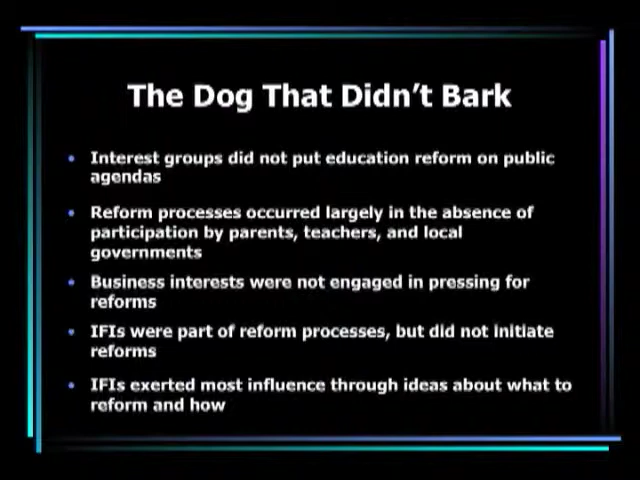 The Dog That Didn't Bark
• Interest groups did not put education reform on public
agendas
• Reform processes occurred largely in the absence of
participation by parents, teachers, and local
governments
• Business interests were not engaged in pressing for
reforms
• IFIs were part of reform processes, but did not initiate
reforms
• IFIs exerted most influence through ideas about what to
reform and how